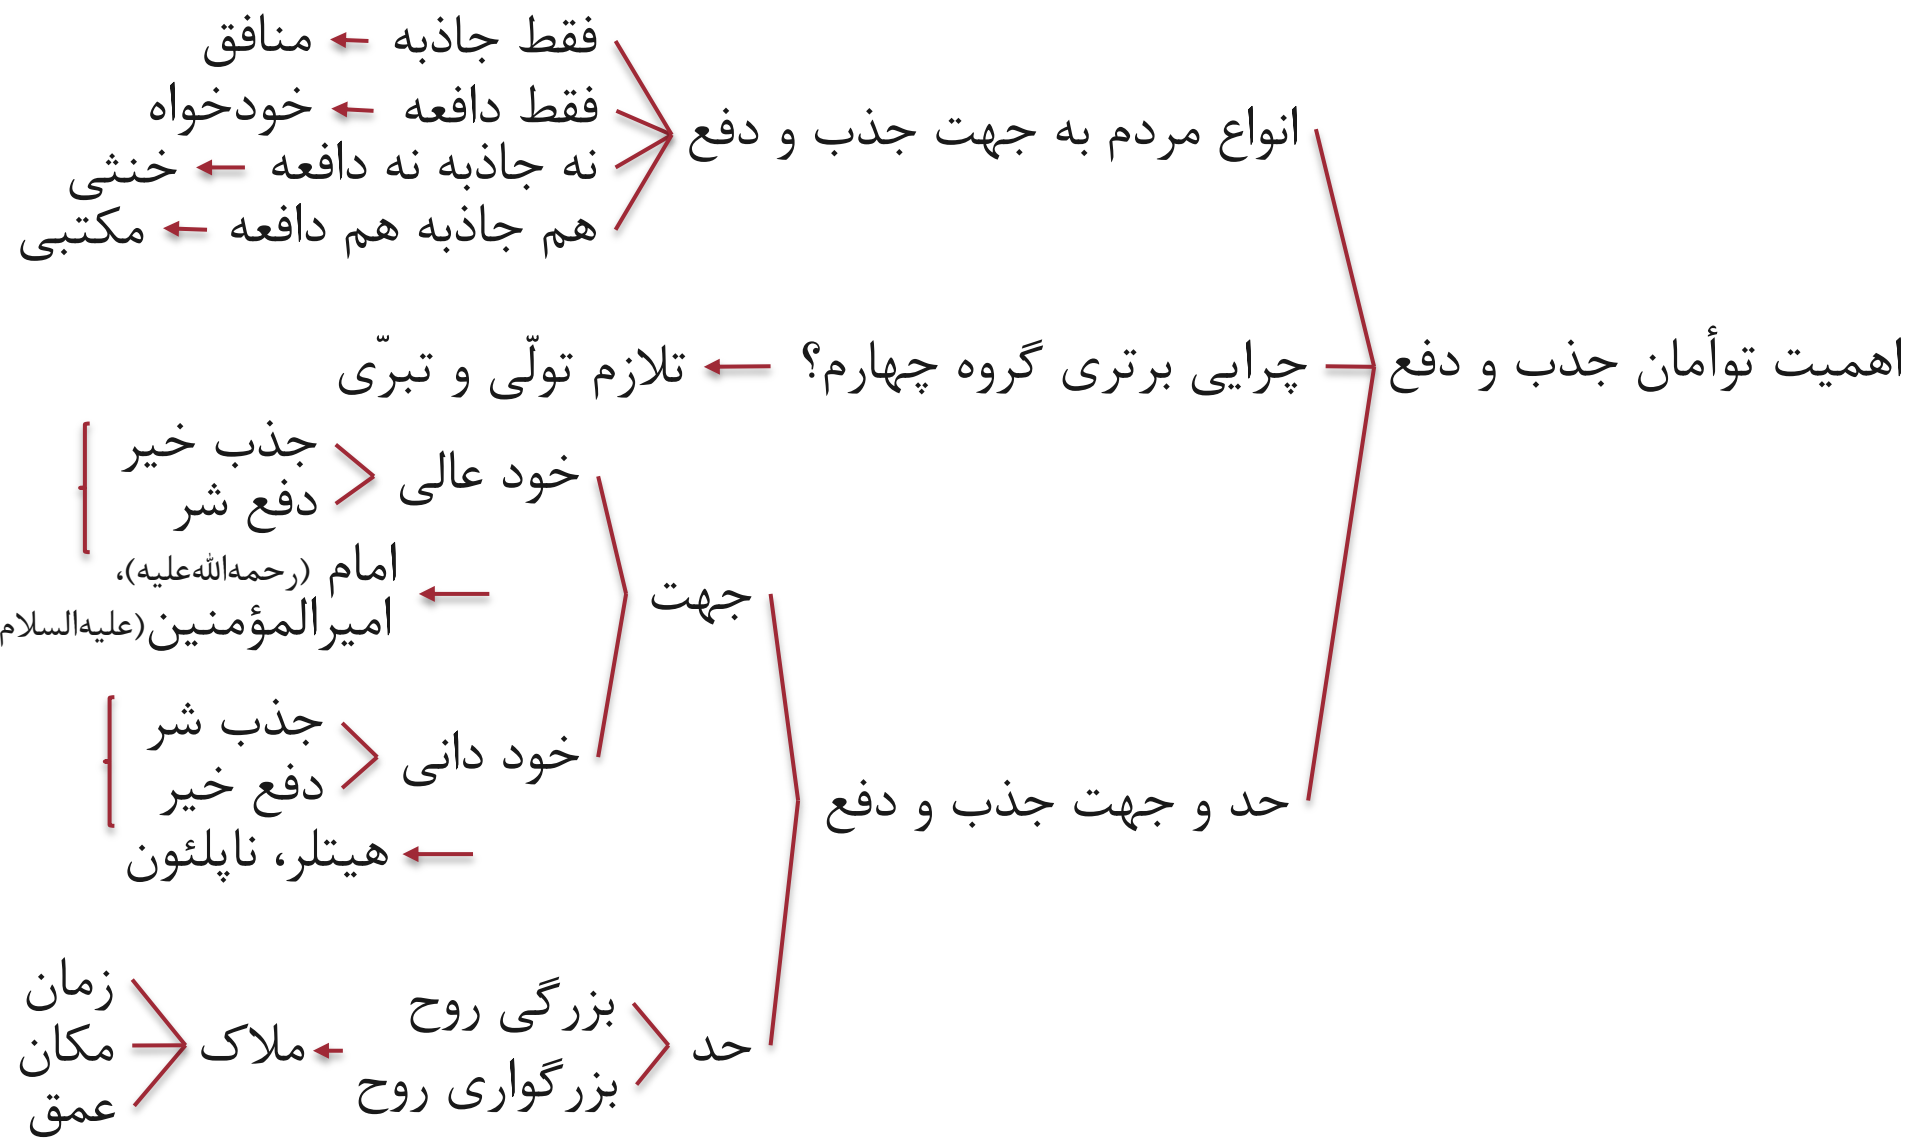 اهمیت توأمان جذب و دفع
انواع مردم به جهت جذب و دفع
فقط جاذبه
منافق
فقط دافعه
خودخواه
نه جاذبه نه دافعه
خنثی
هم جاذبه هم دافعه
مکتبی
چرایی برتری گروه چهارم؟
تلازم تولّی و تبرّی
حد و جهت جذب و دفع
جهت
خود عالی
جذب خیر
دفع شر
امام (رحمه‌الله‌علیه)،
امیرالمؤمنین(علیه‌السلام
خود دانی
جذب شر
دفع خیر
هیتلر، ناپلئون
حد
بزرگی روح
بزرگواری روح
ملاک
زمان
مکان
عمق